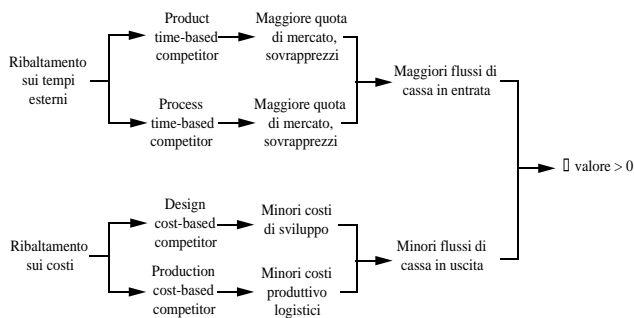 Ribaltamento
sui tempi
esterni
Product
time-based
competitor
Maggiore quota
di mercato,
sovrapprezzi
Process
time-based
competitor
Maggiore quota
di mercato,
sovrapprezzi
Maggiori flussi di
cassa in entrata
Ribaltamento
sui costi
Design
cost-based
competitor
Minori costi
di sviluppo
Production
cost-based
competitor
Minori costi
produttivo
logistici
Minori flussi di
cassa in uscita
▯ valore > 0